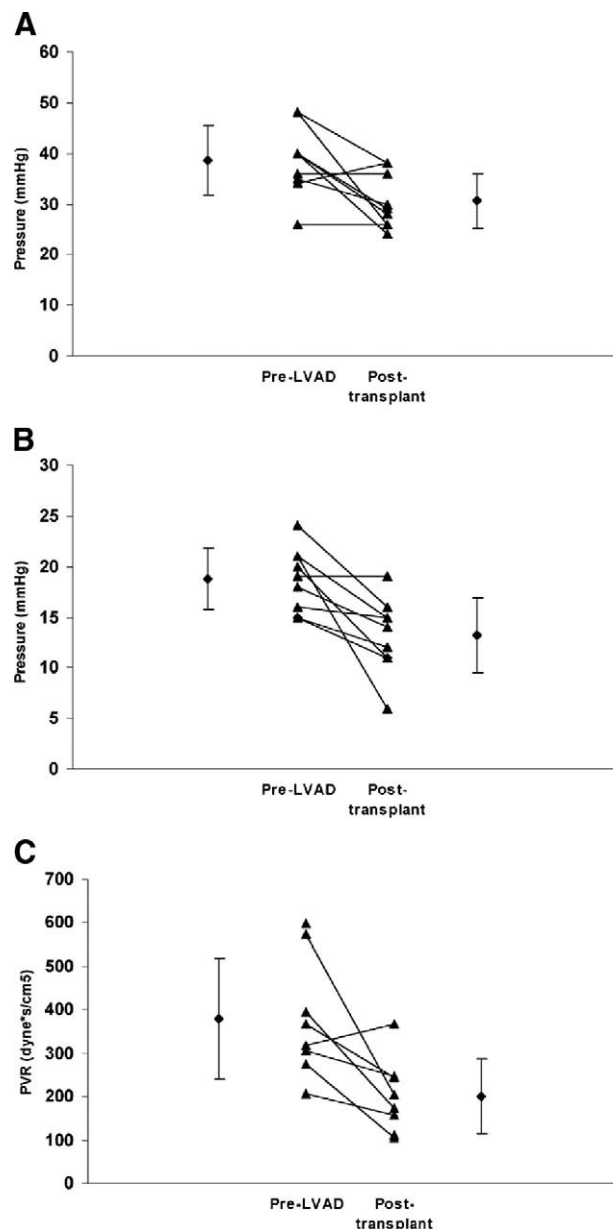 A
60
50
40
30
20
10
0
Pressure (mmHg)
Pre-LVAD Post-
transplant
B
30
25
20
15
10
5
0
Pressure (mmHg)
Pre-LVAD Post-
transplant
C
700
600
500
400
300
200
100
0
PVR (dyne*s/cm5)
Pre-LVAD Post-
transplant